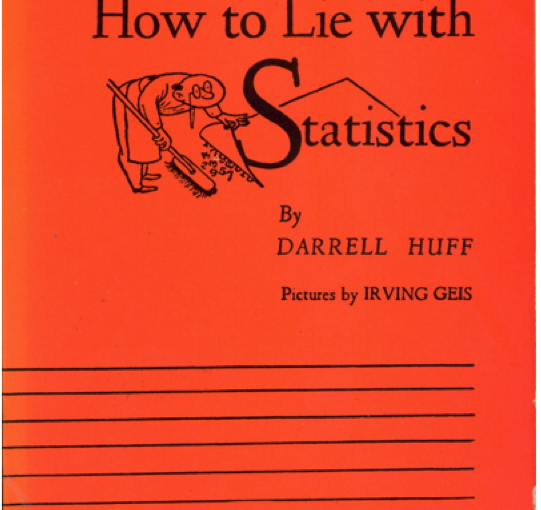 How to Lie with
Statistics
By
DARRELL HUFF
Pictures by IRVING GEIS